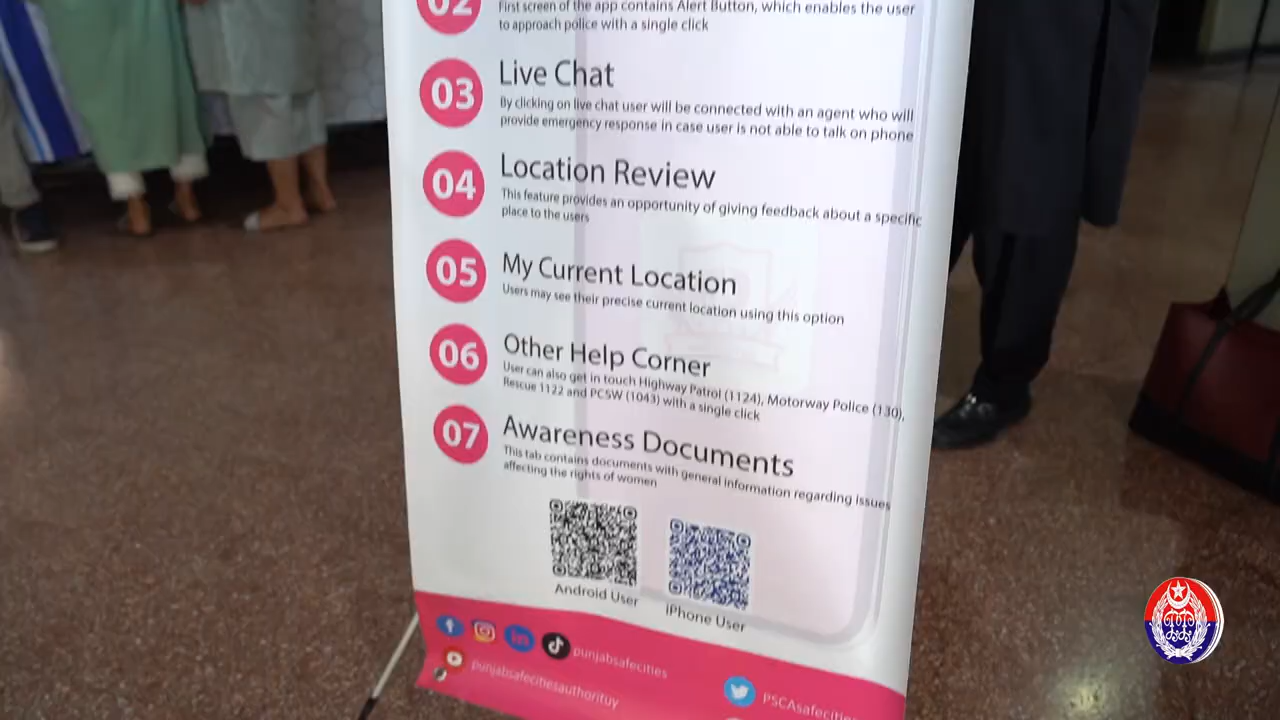 02
First screen of the app contains Alert Button, which enables the user
to approach police with a single click
03
Live Chat
By clicking on live chat user will be connected with an agent who will
provide emergency response in case user is not able to talk on phone
04
Location Review
This feature provides an opportunity of giving feedback about a specific
place to the users
05
My Current Location
Users may see their precise current location using this option
06
Other Help Corner
User can also get in touch Highway Patrol (1124), Motorway Police (130),
Rescue 1122 and PCSW (1043) with a single click
07
Awareness Documents
This tab contains documents with general information regarding issues
affecting the rights of women
Android User
iPhone User
punjabsafecities
punjabsafecitiesauthorituy
PSCAsafecities